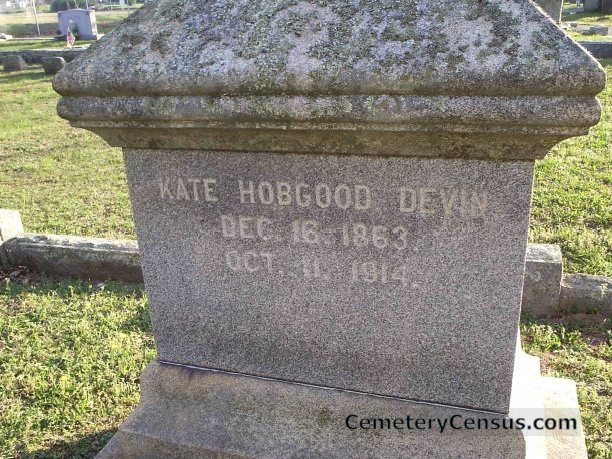 KATE HOBGOOD DEVIN
DEC. 16. 1863.
OCT. 11. 1914.
CemeteryCensus.com